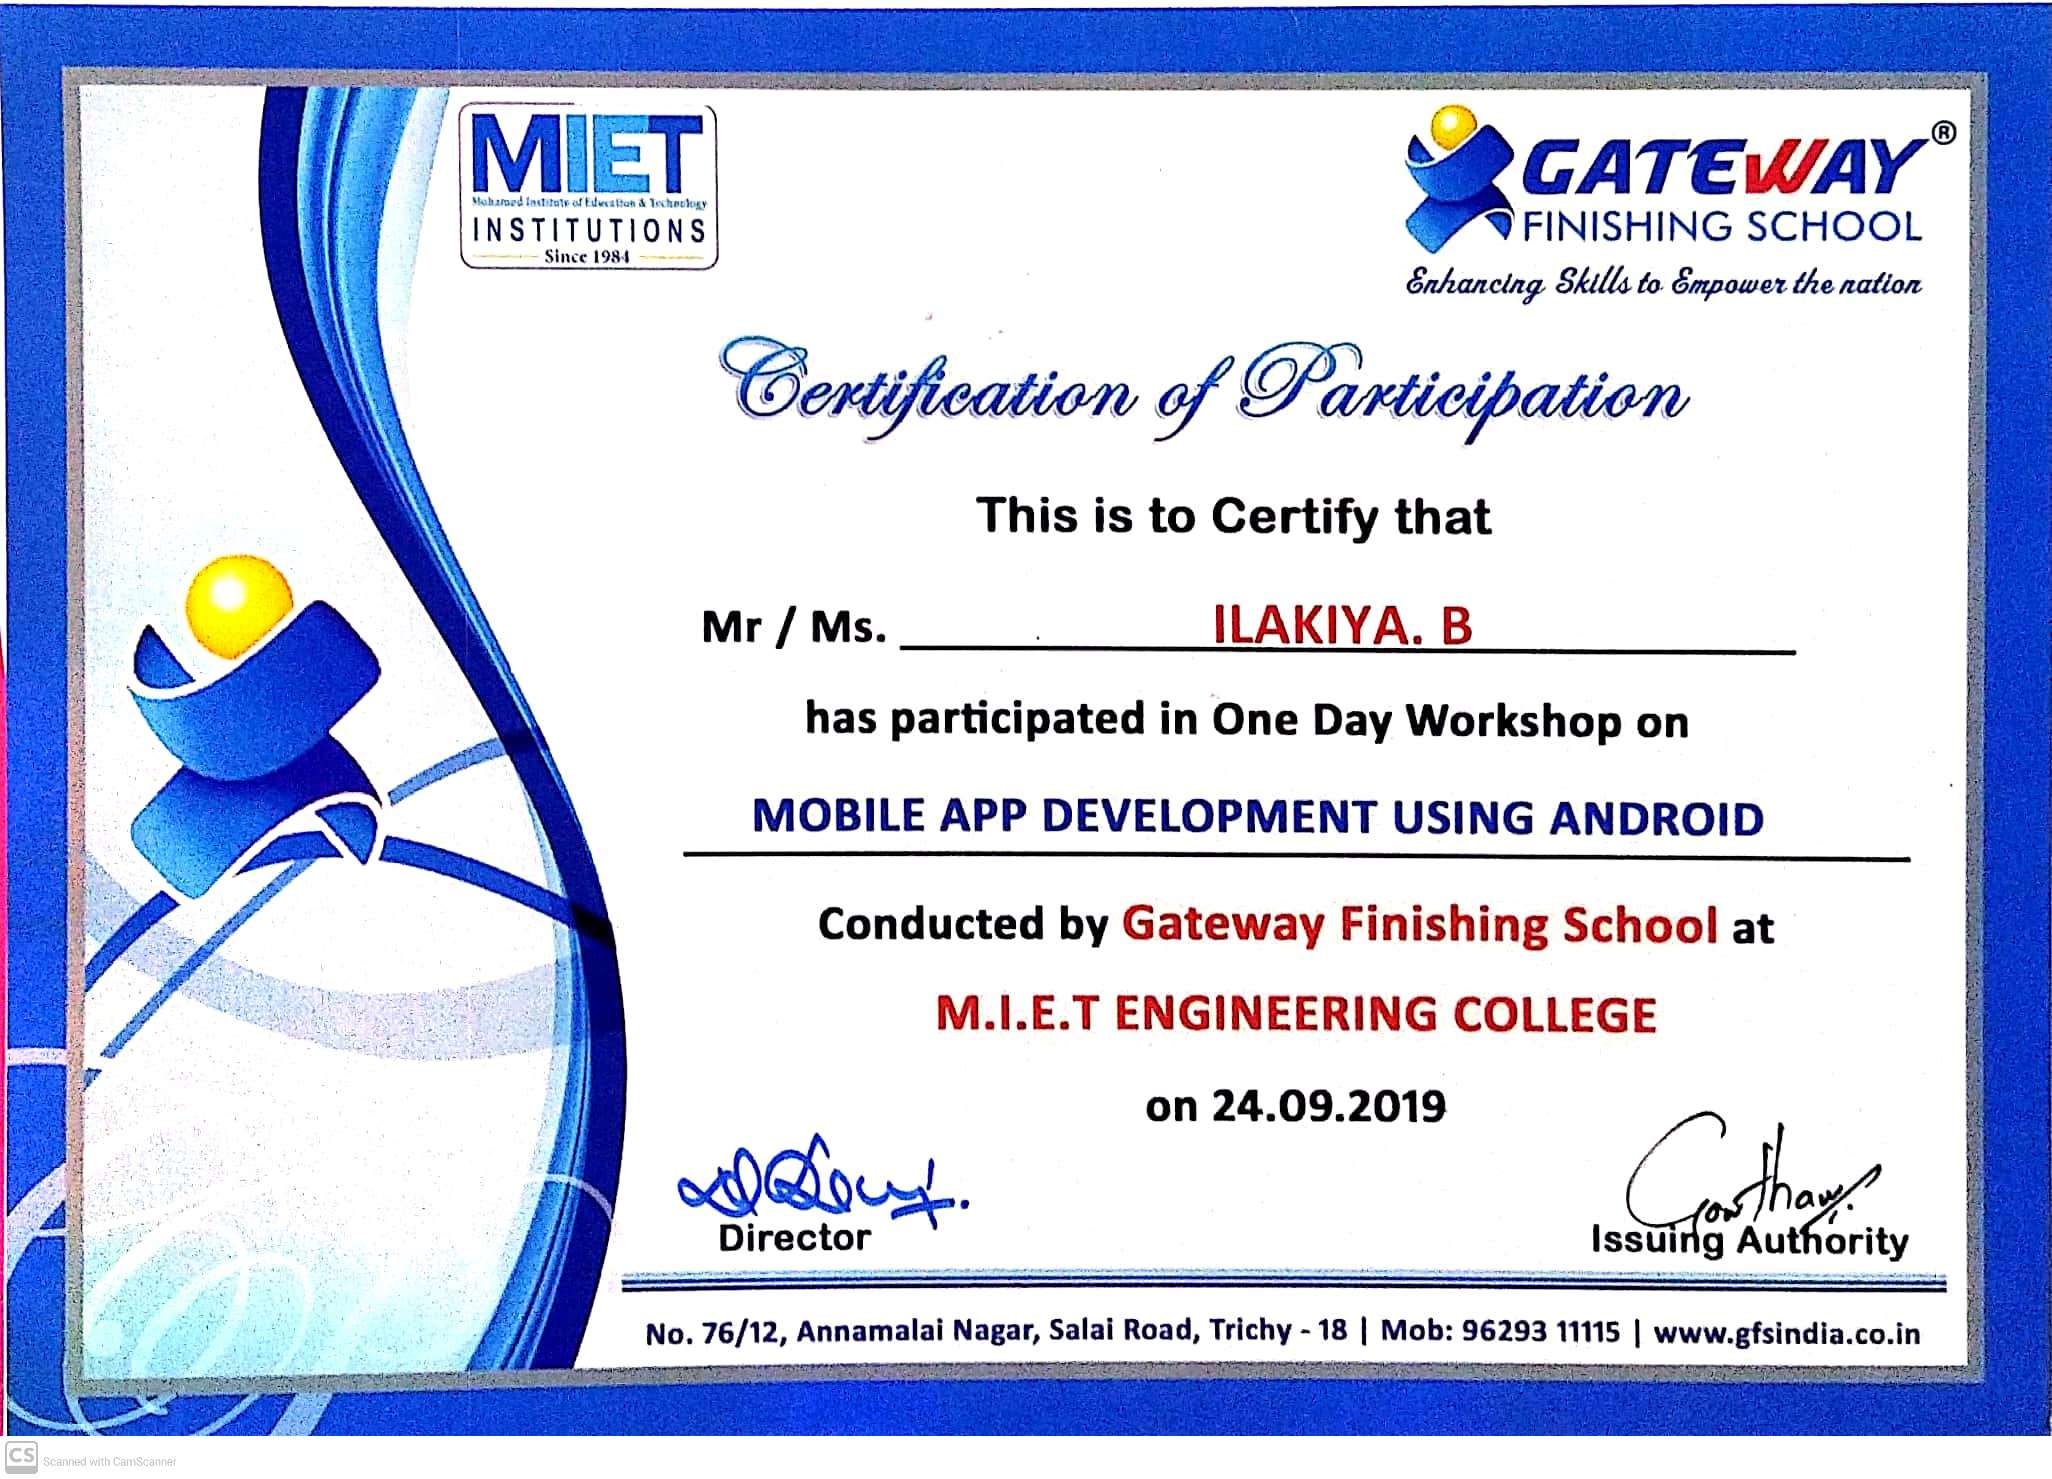 MIET
Mohamed Institute of Education & Technology
INSTITUTIONS
Since 1984
GATEWAY®
FINISHING SCHOOL
Enhancing Skills to Empower the nation
Certification of Participation
This is to Certify that
Mr / Ms. ILAKIYA. B
has participated in One Day Workshop on
MOBILE APP DEVELOPMENT USING ANDROID
Conducted by Gateway Finishing School at
M.I.E.T ENGINEERING COLLEGE
on 24.09.2019
Director
Issuing Authority
No. 76/12, Annamalai Nagar, Salai Road, Trichy - 18 | Mob: 96293 11115 | www.gfsindia.co.in
CS Scanned with CamScanner